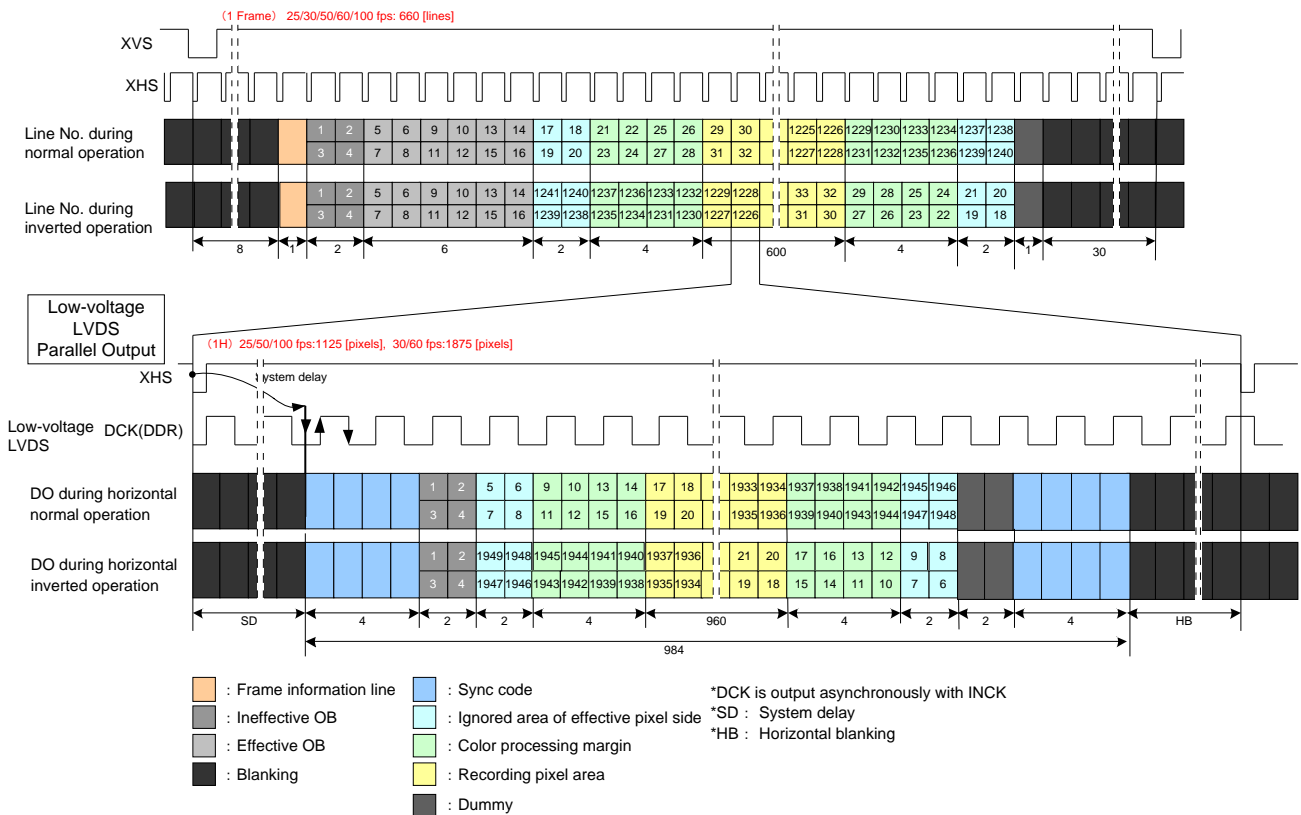 （1 Frame） 25/30/50/60/100 fps: 660 [lines]
XVS
XHS
Line No. during
normal operation
1 2 5 6 9 10 13 14 17 18 21 22 25 26 29 30 1225 1226 1229 1230 1233 1234 1237 1238
3 4 7 8 11 12 15 16 19 20 23 24 27 28 31 32 1227 1228 1231 1232 1235 1236 1239 1240
Line No. during
inverted operation
1 2 5 6 9 10 13 14 1241 1240 1237 1236 1233 1232 1229 1228 33 32 29 28 25 24 21 20
3 4 7 8 11 12 15 16 1239 1238 1235 1234 1231 1230 1227 1226 31 30 27 26 23 22 19 18
8 1 2 6 2 4 600 4 2 1 30
Low-voltage
LVDS
Parallel Output
（1H） 25/50/100 fps:1125 [pixels], 30/60 fps:1875 [pixels]
XHS
: ystem delay
Low-voltage
LVDS
DCK(DDR)
DO during horizontal
normal operation
1 2 5 6 9 10 13 14 17 18 1933 1934 1937 1938 1941 1942 1945 1946
3 4 7 8 11 12 15 16 19 20 1935 1936 1939 1940 1943 1944 1947 1948
DO during horizontal
inverted operation
1 2 1949 1948 1945 1944 1941 1940 1937 1936 21 20 17 16 13 12 9 8
3 4 1947 1946 1943 1942 1939 1938 1935 1934 19 18 15 14 11 10 7 6
SD 4 2 2 4 960 4 2 2 4 HB
984
: Frame information line
: Ineffective OB
: Effective OB
: Blanking
: Sync code
: Ignored area of effective pixel side
: Color processing margin
: Recording pixel area
: Dummy
*DCK is output asynchronously with INCK
*SD : System delay
*HB : Horizontal blanking